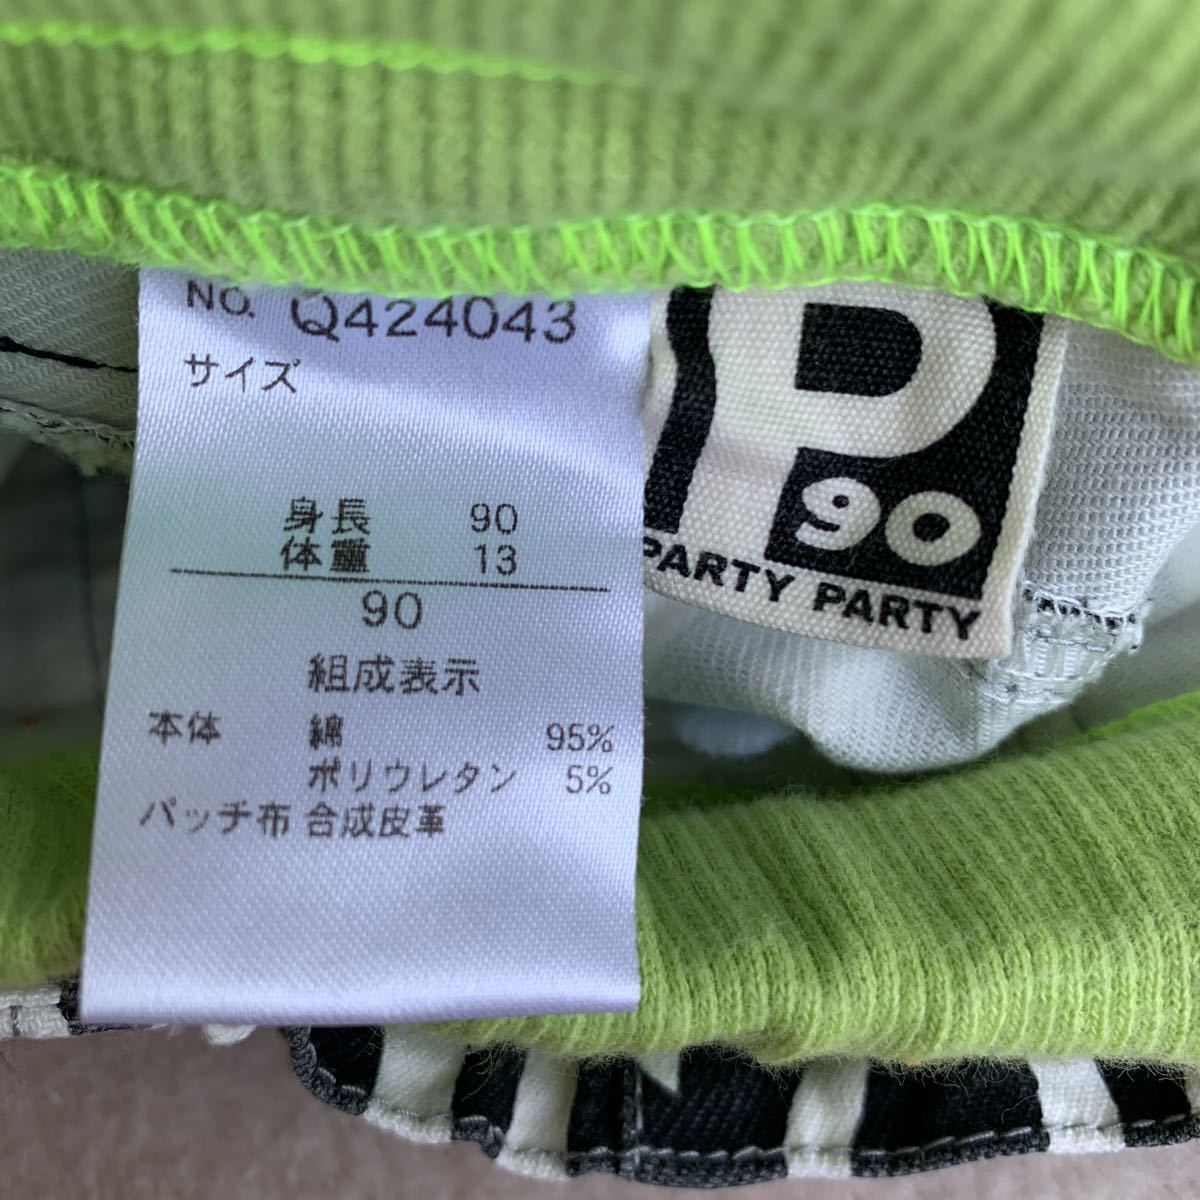 NO. Q424043
サイズ
身長 90
体重 13
90
組成表示
本体 綿 95%
ポリウレタン 5%
パッチ布 合成皮革
P
90
PARTY PARTY